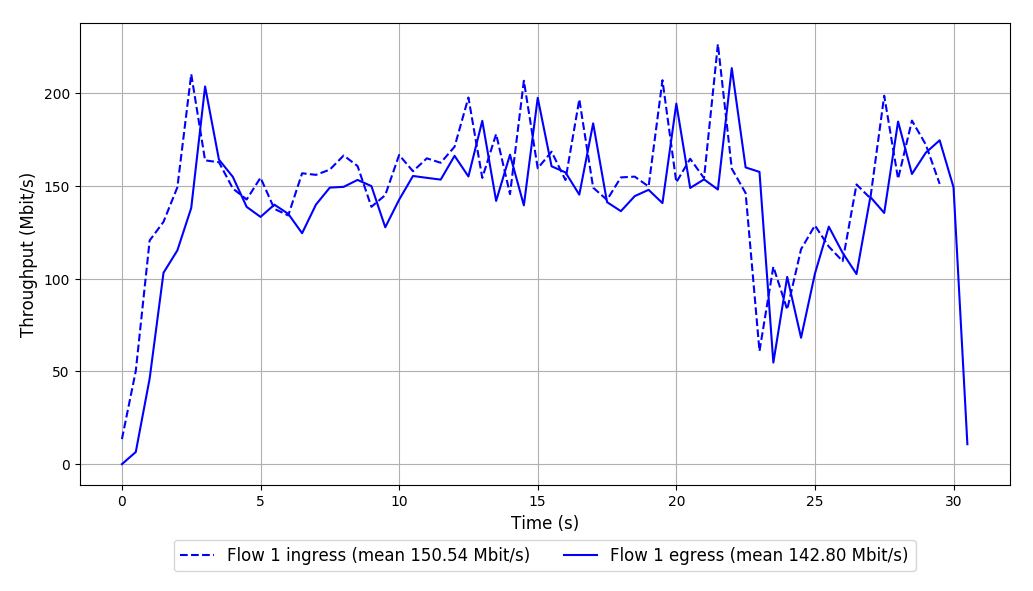 Throughput (Mbit/s)
200
150
100
50
0
0 5 10 15 20 25 30
Time (s)
Flow 1 ingress (mean 150.54 Mbit/s) Flow 1 egress (mean 142.80 Mbit/s)